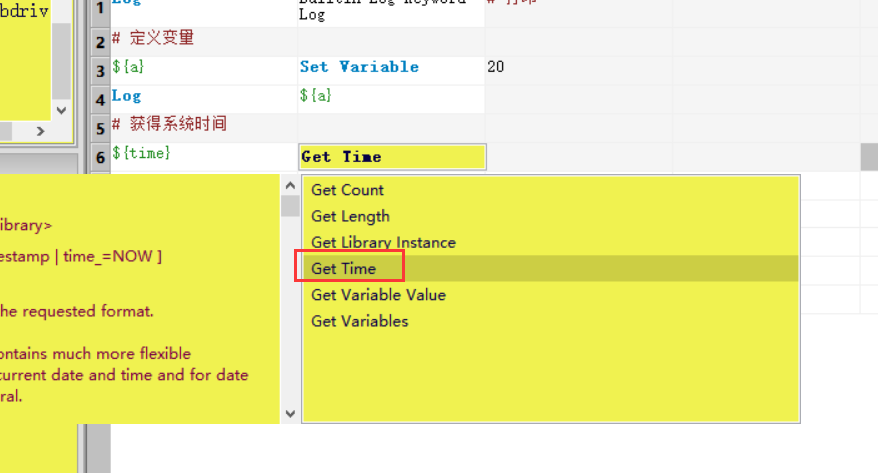 bdriv
1 Log Builtin Log Keyword
Log
2 # 定义变量
3 ${a} Set Variable 20
4 Log ${a}
5 # 获得系统时间
6 ${time} Get Time
ibrary>
estamp | time_=NOW ]
he requested format.
ontains much more flexible
current date and time and for date
ral.
Get Count
Get Length
Get Library Instance
Get Time
Get Variable Value
Get Variables